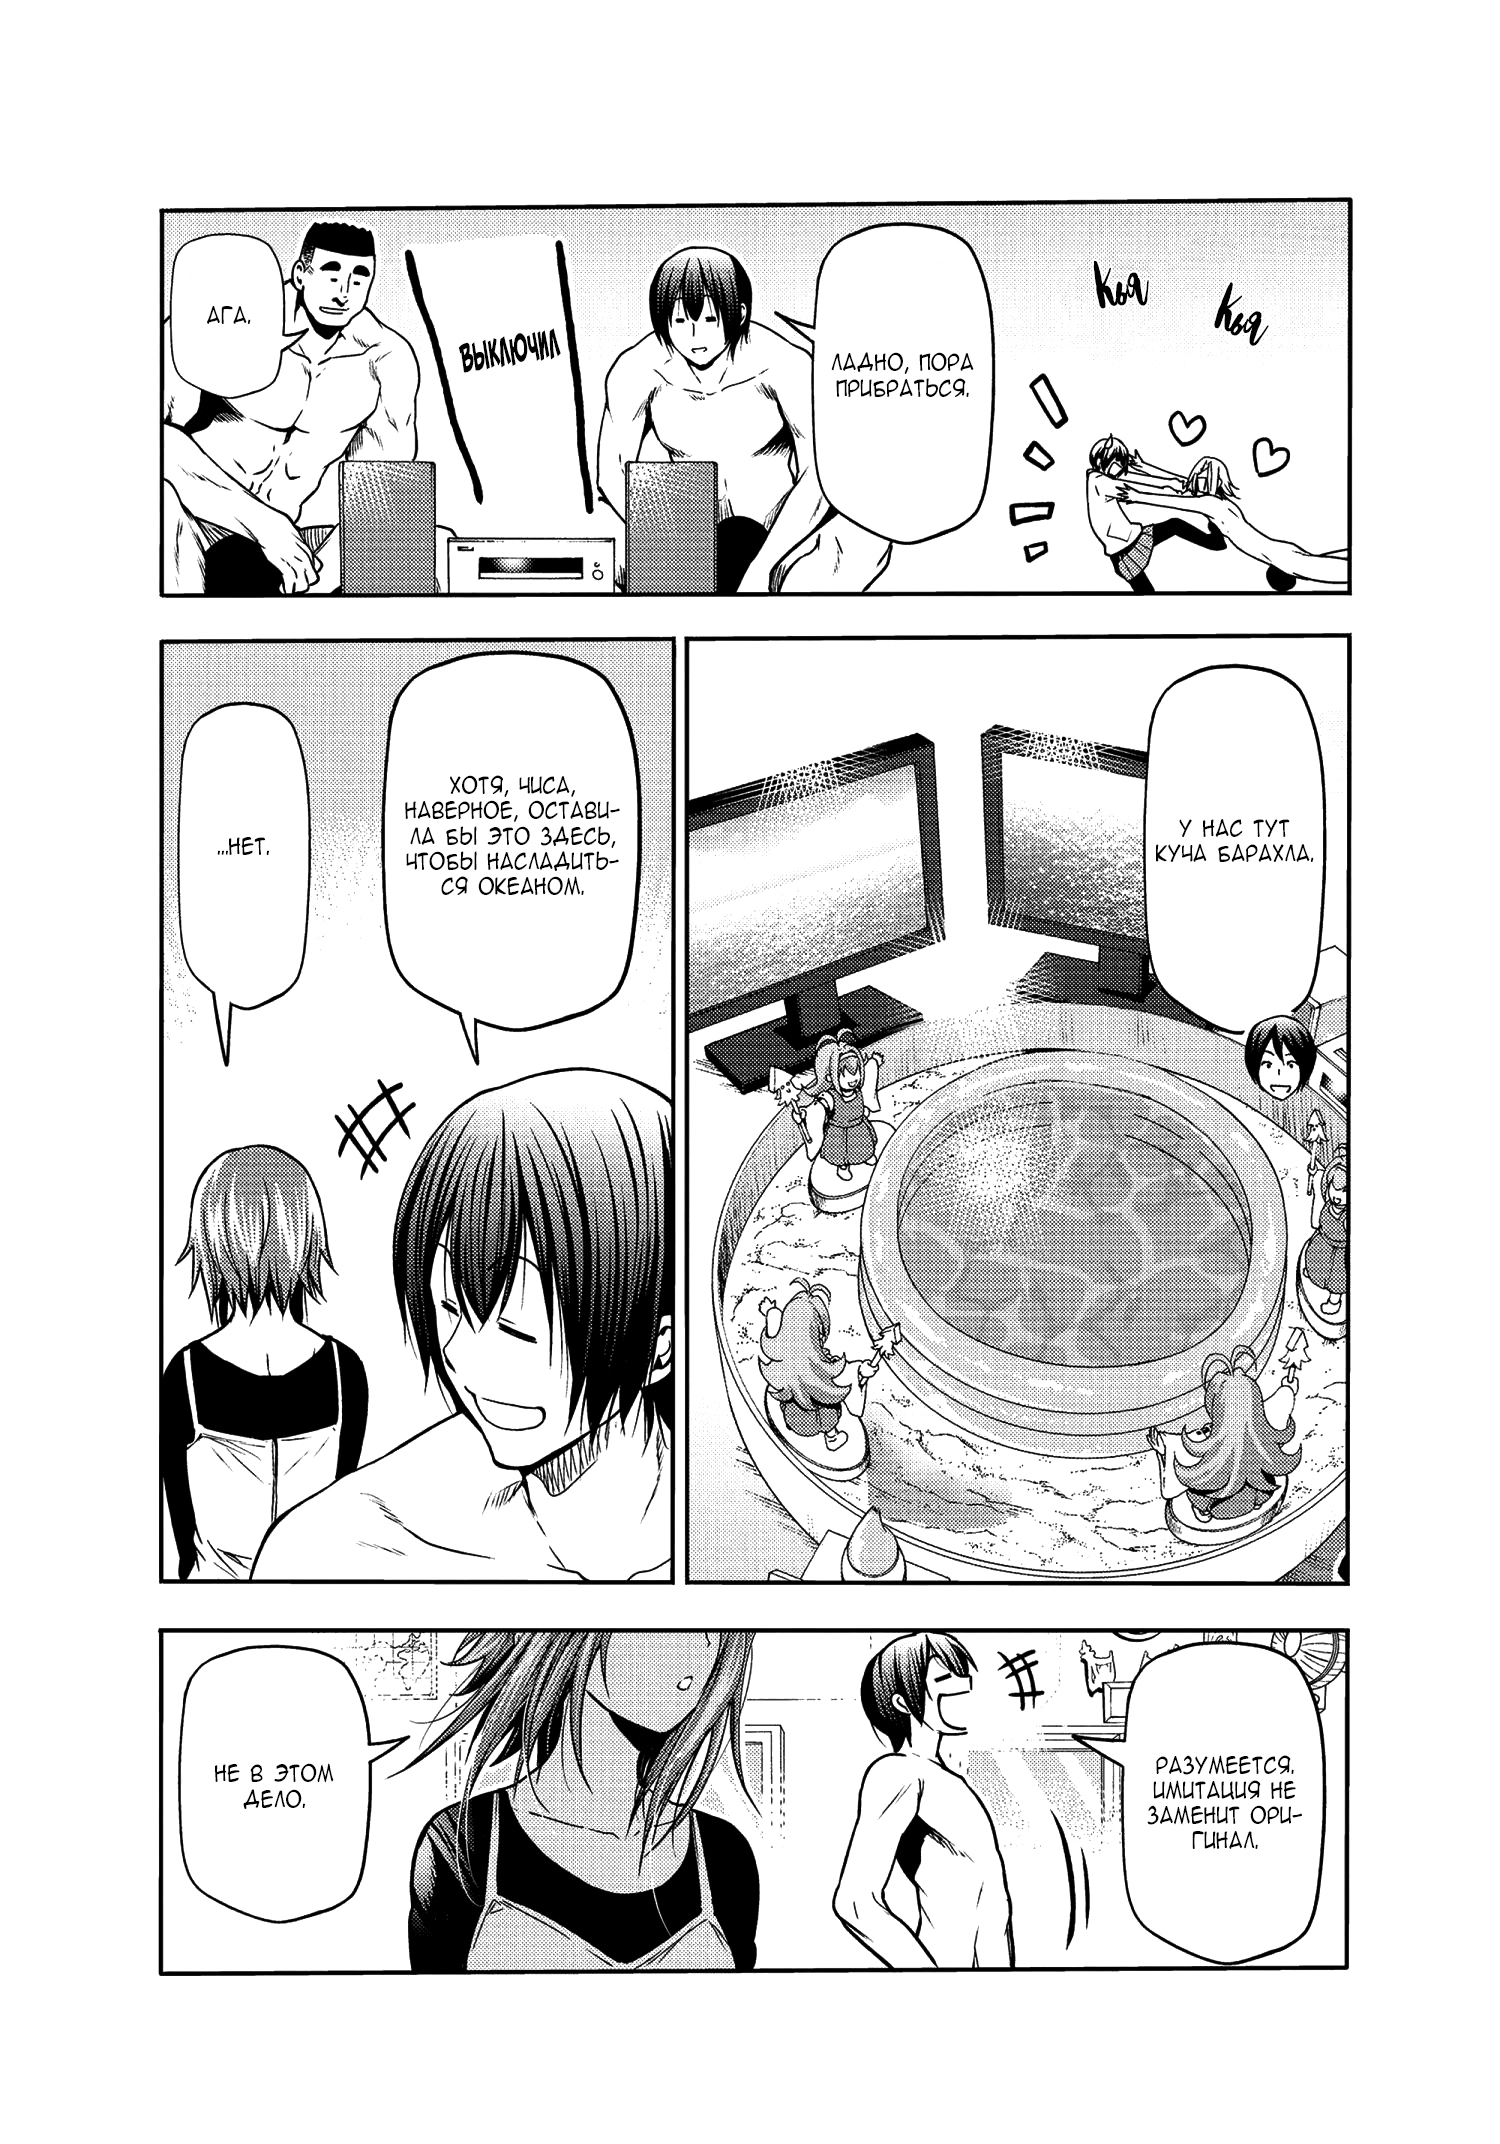 Кья
Кья
ЛАДНО, ПОРА
ПРИБРАТЬСЯ.
ВЫКЛЮЧИЛ
АГА.
У НАС ТУТ
КУЧА БАРАХЛА.
ХОТЯ, ЧИСА,
НАВЕРНОЕ, ОСТАВИ-
ЛА БЫ ЭТО ЗДЕСЬ,
ЧТОБЫ НАСЛАДИТЬ-
СЯ ОКЕАНОМ.
...НЕТ.
РАЗУМЕЕТСЯ.
ИМИТАЦИЯ НЕ
ЗАМЕНИТ ОРИ-
ГИНАЛ.
НЕ В ЭТОМ
ДЕЛО.